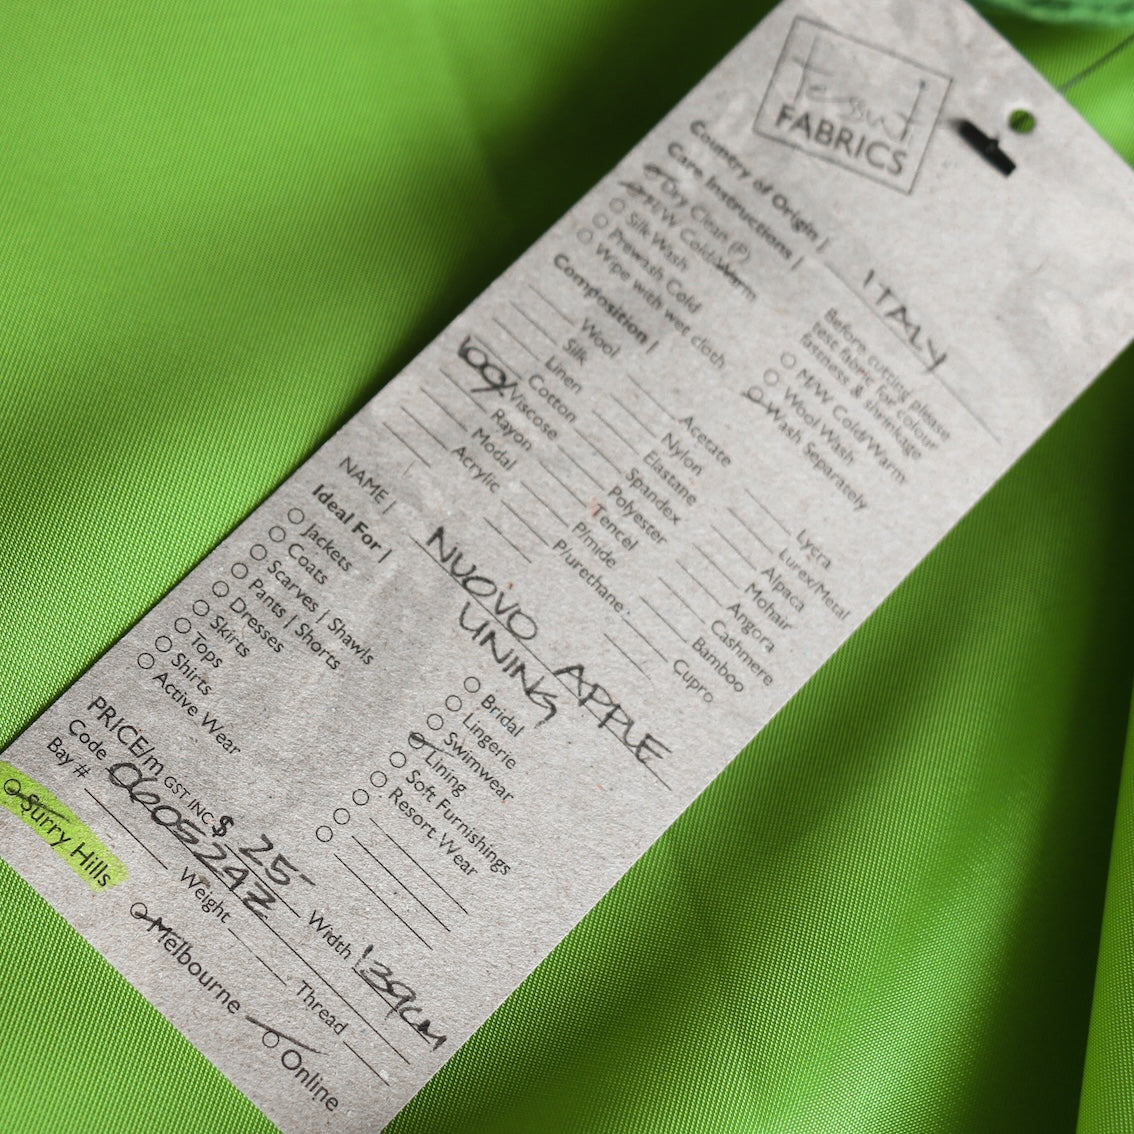 Tessuti
FABRICS
Country of Origin | ITALY
Care Instructions |
Dry Clean (P)
H/W Cold/Warm
Silk Wash
Prewash Cold
Wipe with wet cloth
Before cutting please
test fabric for colour
fastness & shrinkage
M/W Cold/Warm
Wool Wash
Wash Separately
Composition |
Wool
Silk
Linen
Cotton
100% Viscose
Rayon
Modal
Acrylic
Acetate
Nylon
Elastane
Spandex
Polyester
Tencel
P/mide
P/urethane
Lycra
Lurex/Metal
Alpaca
Mohair
Angora
Cashmere
Bamboo
Cupro
NAME | NUOVO APPLE
LINING
Ideal For |
Jackets
Coats
Scarves | Shawls
Pants | Shorts
Dresses
Skirts
Tops
Shirts
Active Wear
Bridal
Lingerie
Swimwear
Lining
Soft Furnishings
Resort Wear
PRICE/m GST INC. $ 25- Width 139cm
Code 0605242 Thread
Bay # Weight
Surry Hills
Melbourne
Online